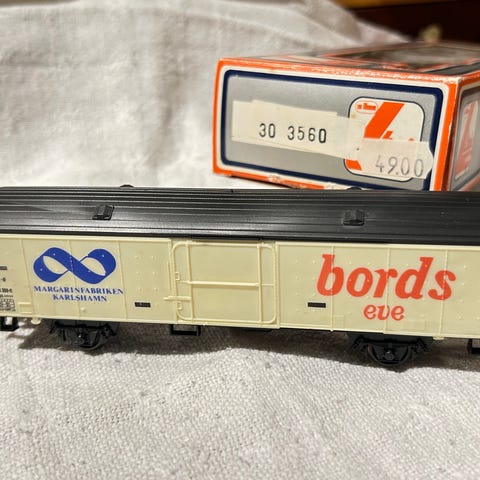 30 3560
49.00
MARGARINFABRIKEN
KARLSHAMN
bords
eve